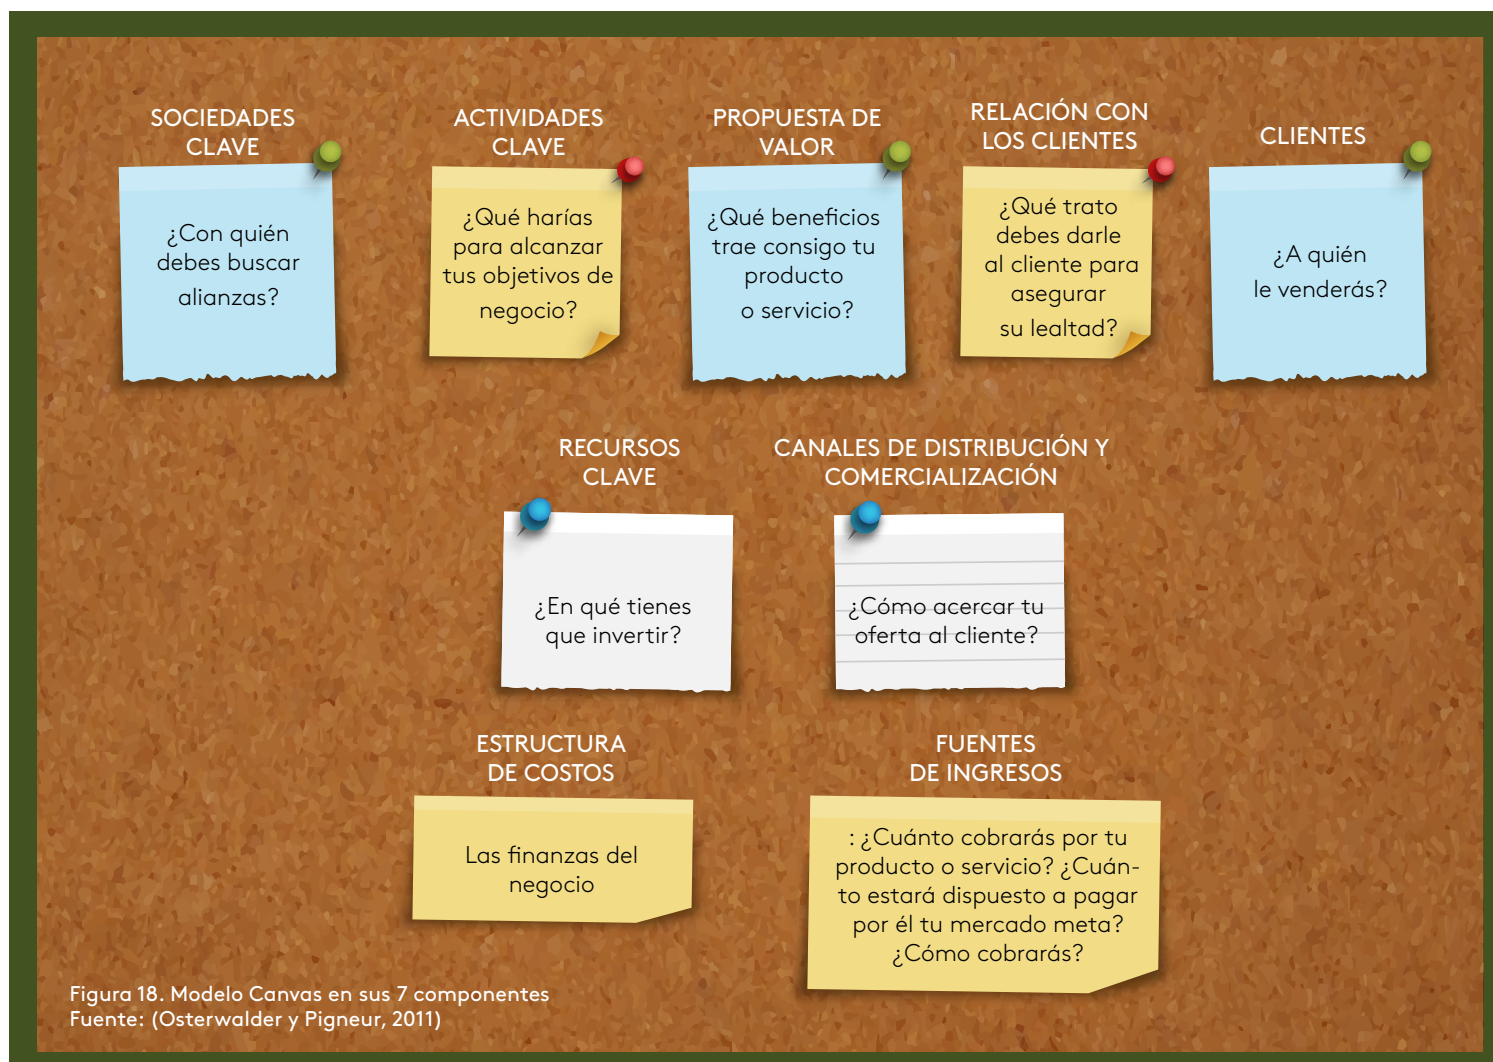 SOCIEDADES
CLAVE
¿Con quién
debes buscar
alianzas?
ACTIVIDADES
CLAVE
¿Qué harías
para alcanzar
tus objetivos de
negocio?
PROPUESTA DE
VALOR
¿Qué beneficios
trae consigo tu
producto
o servicio?
RELACIÓN CON
LOS CLIENTES
¿Qué trato
debes darle
al cliente para
asegurar
su lealtad?
CLIENTES
¿A quién
le venderás?
RECURSOS
CLAVE
¿En qué tienes
que invertir?
CANALES DE DISTRIBUCIÓN Y
COMERCIALIZACIÓN
¿Cómo acercar tu
oferta al cliente?
ESTRUCTURA
DE COSTOS
Las finanzas del
negocio
FUENTES
DE INGRESOS
: ¿Cuánto cobrarás por tu
producto o servicio? ¿Cuán-
to estará dispuesto a pagar
por él tu mercado meta?
¿Cómo cobrarás?
Figura 18. Modelo Canvas en sus 7 componentes
Fuente: (Osterwalder y Pigneur, 2011)